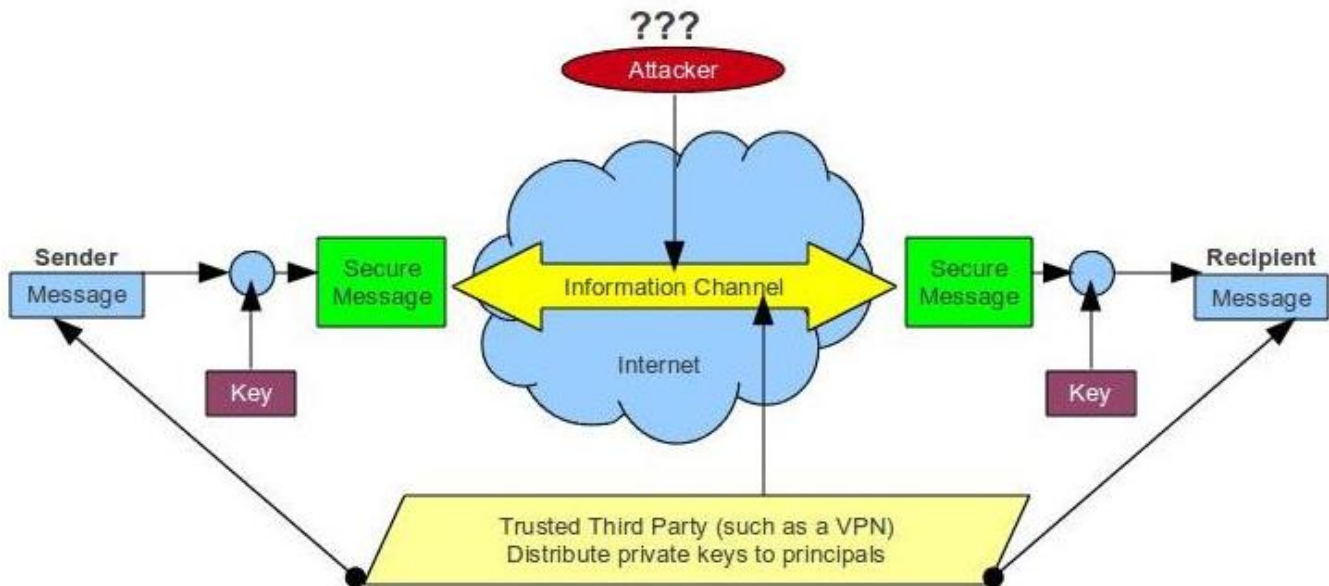 ???
Attacker
Sender
Message
Secure
Message
Information Channel
Secure
Message
Recipient
Message
Key
Internet
Key
Trusted Third Party (such as a VPN)
Distribute private keys to principals